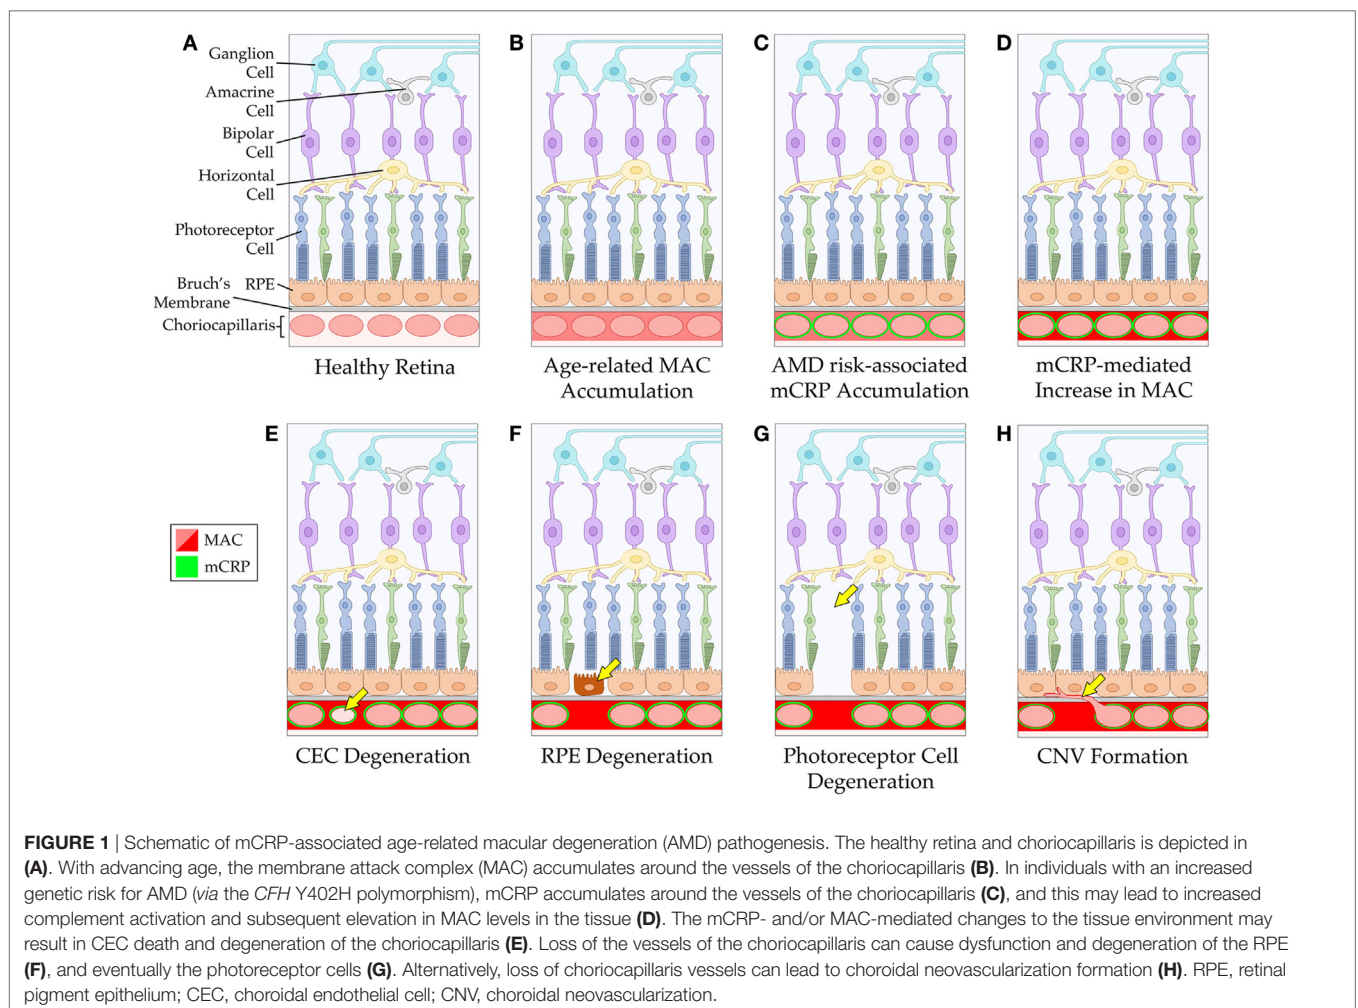 A
Ganglion
Cell
Amacrine
Cell
Bipolar
Cell
Horizontal
Cell
Photoreceptor
Cell
Bruch's RPE
Membrane
Choriocapillaris
Healthy Retina
B
Age-related MAC
Accumulation
C
AMD risk-associated
mCRP Accumulation
D
mCRP-mediated
Increase in MAC
MAC
mCRP
E
CEC Degeneration
F
RPE Degeneration
G
Photoreceptor Cell
Degeneration
H
CNV Formation
FIGURE 1 | Schematic of mCRP-associated age-related macular degeneration (AMD) pathogenesis. The healthy retina and choriocapillaris is depicted in
(A). With advancing age, the membrane attack complex (MAC) accumulates around the vessels of the choriocapillaris (B). In individuals with an increased
genetic risk for AMD (via the CFH Y402H polymorphism), mCRP accumulates around the vessels of the choriocapillaris (C), and this may lead to increased
complement activation and subsequent elevation in MAC levels in the tissue (D). The mCRP- and/or MAC-mediated changes to the tissue environment may
result in CEC death and degeneration of the choriocapillaris (E). Loss of the vessels of the choriocapillaris can cause dysfunction and degeneration of the RPE
(F), and eventually the photoreceptor cells (G). Alternatively, loss of choriocapillaris vessels can lead to choroidal neovascularization formation (H). RPE, retinal
pigment epithelium; CEC, choroidal endothelial cell; CNV, choroidal neovascularization.